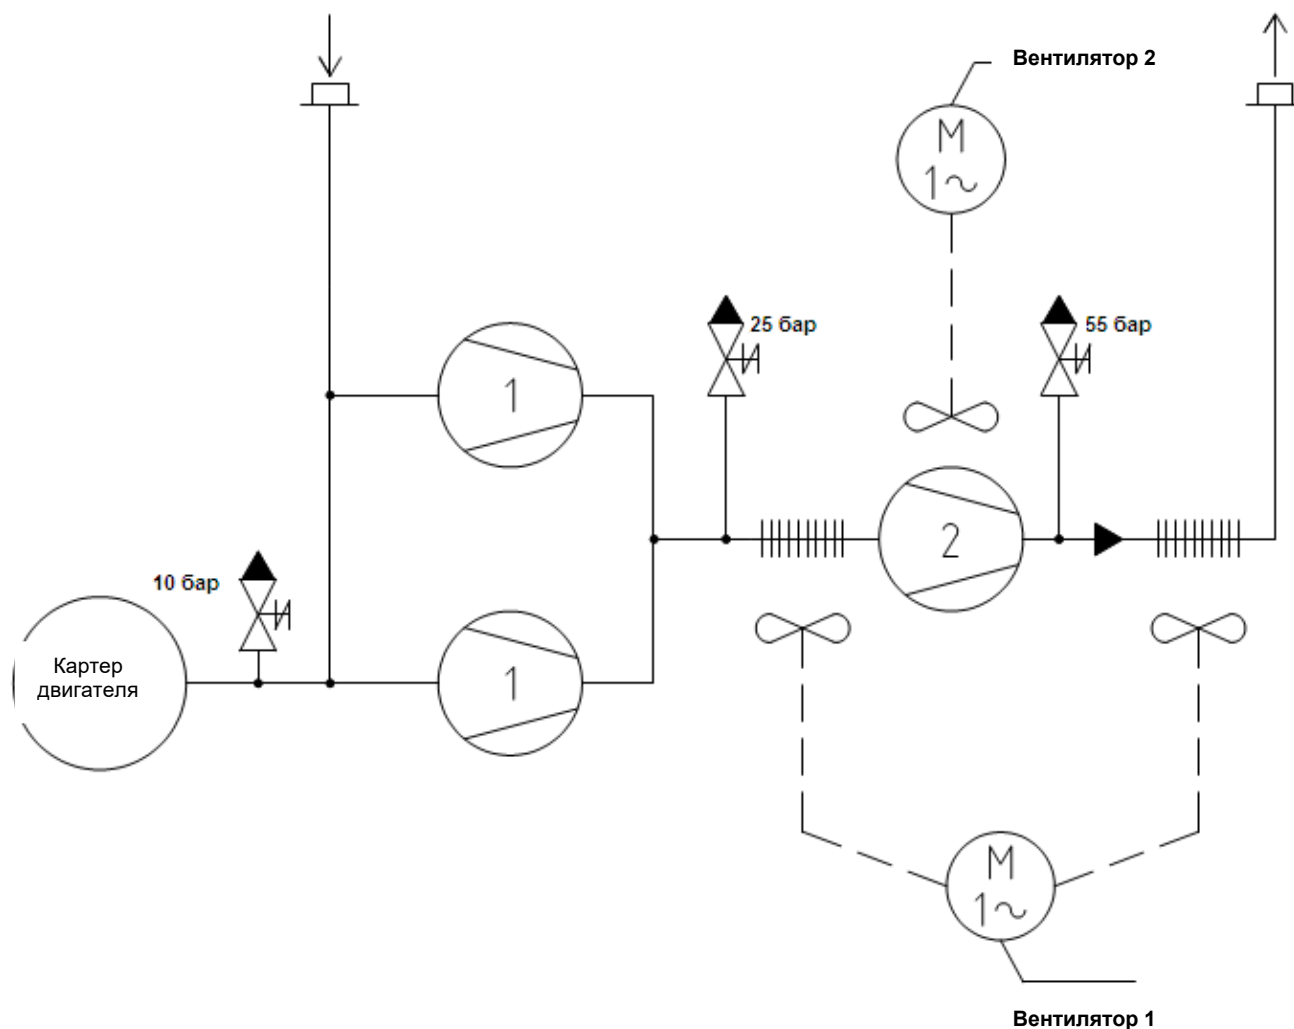 Вентилятор 2
M
1~
25 бар
55 бар
1
2
10 бар
Картер
двигателя
1
M
1~
Вентилятор 1